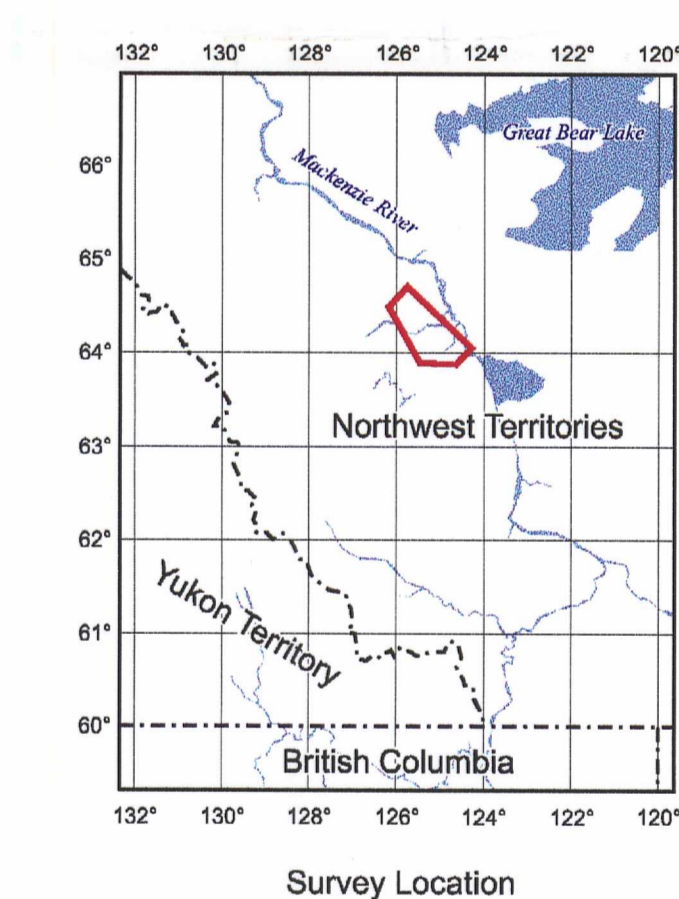 132° 130° 128° 126° 124° 122° 120°
66°
Great Bear Lake
Mackenzie River
65°
64°
Northwest Territories
63°
62°
Yukon Territory
61°
60°
British Columbia
132° 130° 128° 126° 124° 122° 120°
Survey Location